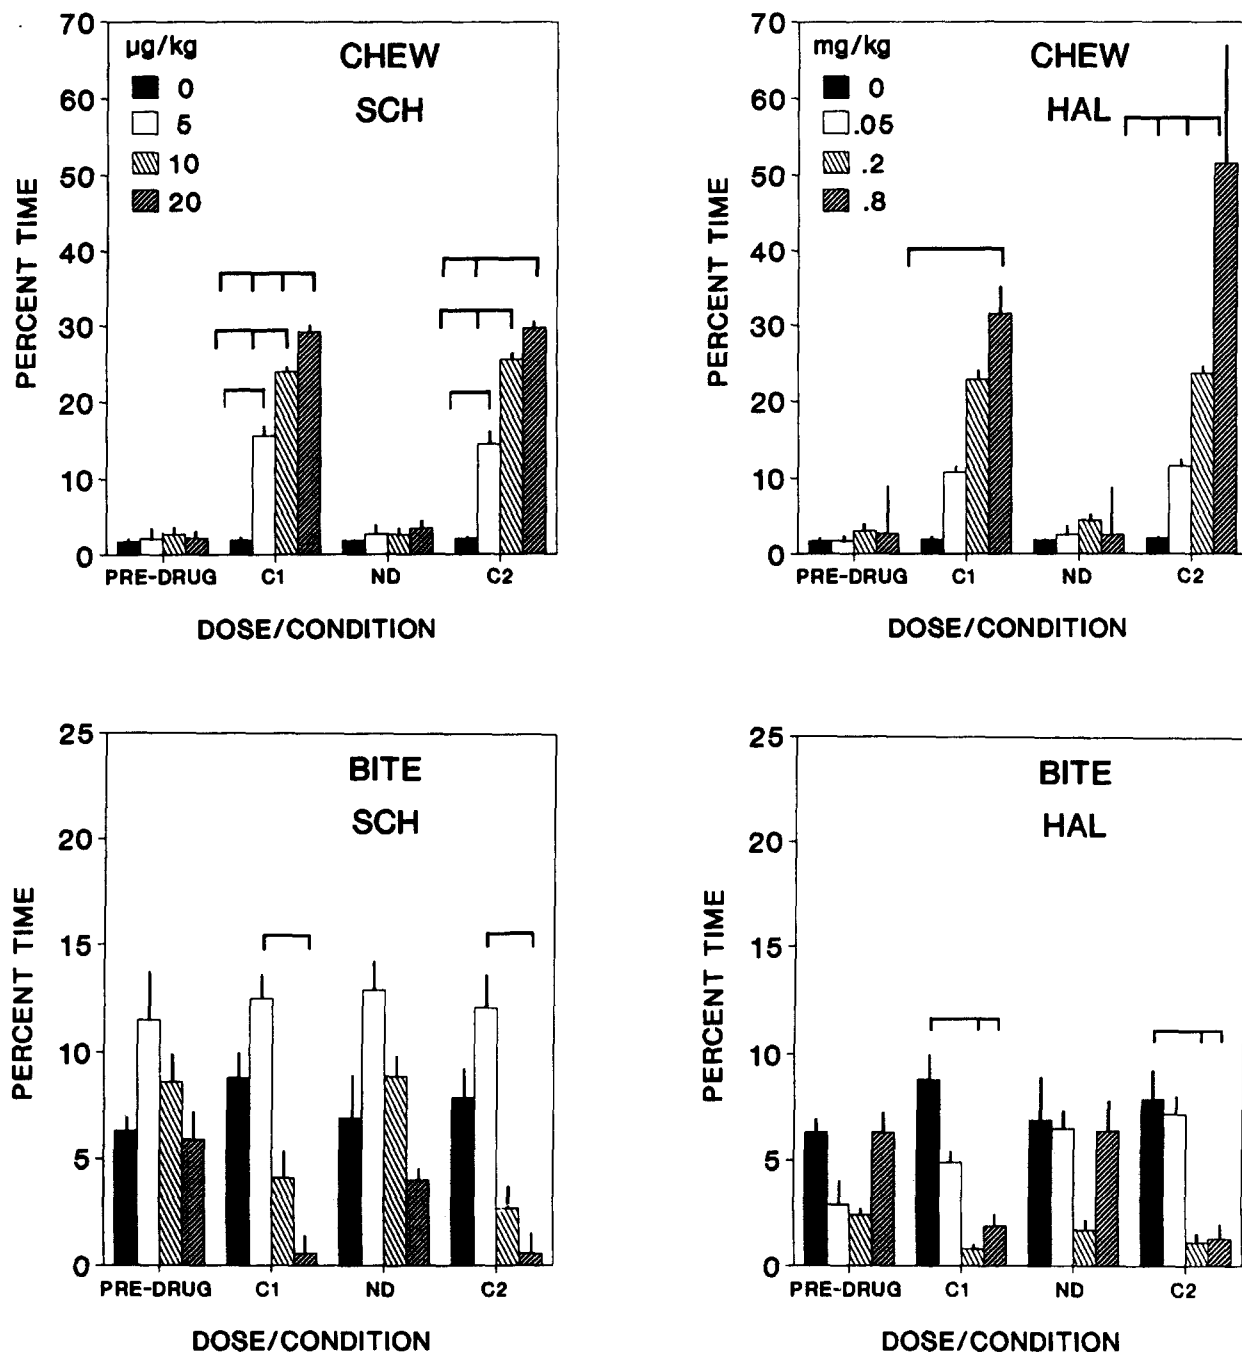 70
60
50
40
30
20
10
0
PERCENT TIME
µg/kg
0
5
10
20
CHEW
SCH
PRE-DRUG C1 ND C2
DOSE/CONDITION
70
60
50
40
30
20
10
0
PERCENT TIME
mg/kg
0
.05
.2
.8
CHEW
HAL
PRE-DRUG C1 ND C2
DOSE/CONDITION
25
20
15
10
5
0
PERCENT TIME
BITE
SCH
PRE-DRUG C1 ND C2
DOSE/CONDITION
25
20
15
10
5
0
PERCENT TIME
BITE
HAL
PRE-DRUG C1 ND C2
DOSE/CONDITION